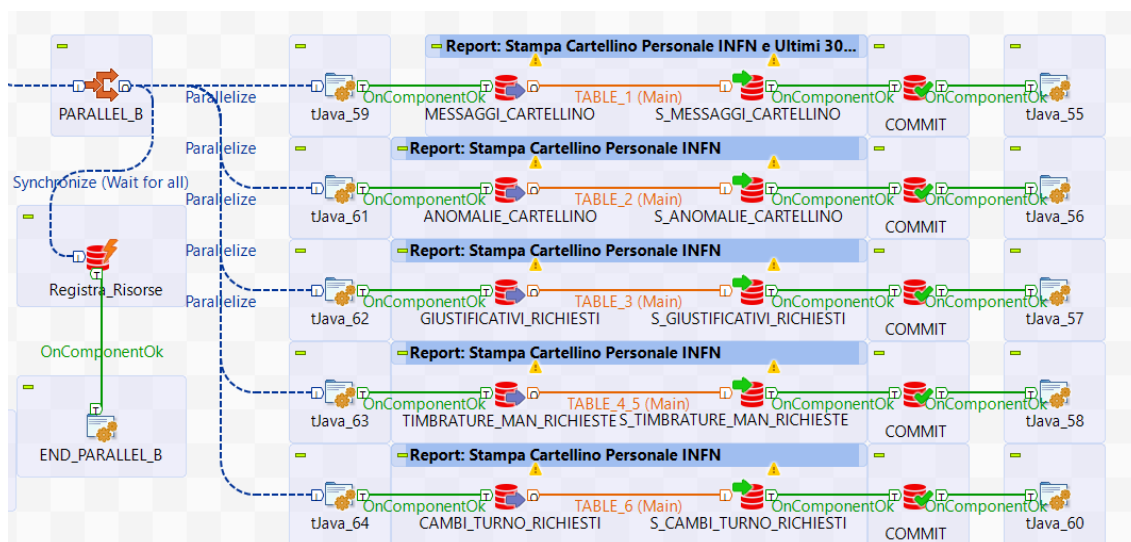 Report: Stampa Cartellino Personale INFN e Ultimi 30...
PARALLEL_B
Parallelize
tJava_59
OnComponentOk
MESSAGGI_CARTELLINO
TABLE_1 (Main)
S_MESSAGGI_CARTELLINO
OnComponentOk
COMMIT
OnComponentOk
tJava_55
Parallelize
Report: Stampa Cartellino Personale INFN
Synchronize (Wait for all)
Parallelize
tJava_61
OnComponentOk
ANOMALIE_CARTELLINO
TABLE_2 (Main)
S_ANOMALIE_CARTELLINO
OnComponentOk
COMMIT
OnComponentOk
tJava_56
Parallelize
Report: Stampa Cartellino Personale INFN
Registra_Risorse
Parallelize
tJava_62
OnComponentOk
GIUSTIFICATIVI_RICHIESTI
TABLE_3 (Main)
S_GIUSTIFICATIVI_RICHIESTI
OnComponentOk
COMMIT
OnComponentOk
tJava_57
OnComponentOk
Report: Stampa Cartellino Personale INFN
tJava_63
OnComponentOk
TIMBRATURE_MAN_RICHIESTE
TABLE_4_5 (Main)
S_TIMBRATURE_MAN_RICHIESTE
OnComponentOk
COMMIT
OnComponentOk
tJava_58
END_PARALLEL_B
Report: Stampa Cartellino Personale INFN
tJava_64
OnComponentOk
CAMBI_TURNO_RICHIESTI
TABLE_6 (Main)
S_CAMBI_TURNO_RICHIESTI
OnComponentOk
COMMIT
OnComponentOk
tJava_60